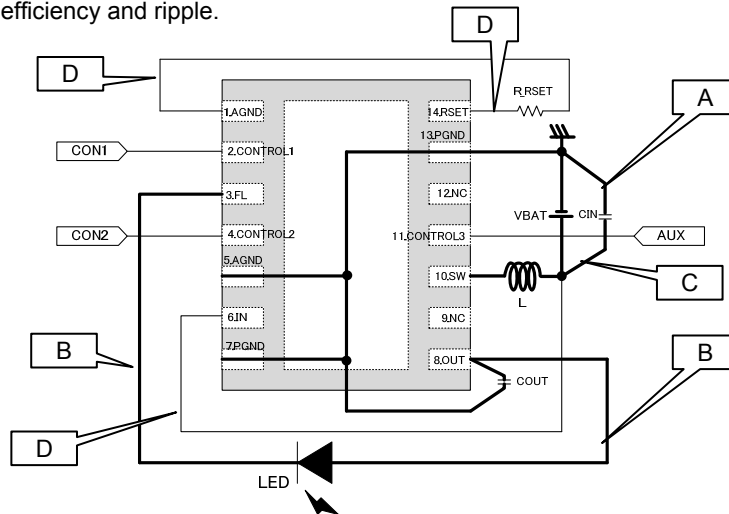 efficiency and ripple.
D
D
R_RSET
A
1.AGND
14.RSET
13.PGND
CON1
2.CONTROL1
3.FL
12.NC
VBAT
CIN
CON2
4.CONTROL2
11.CONTROL3
AUX
5.AGND
10.SW
L
C
6.IN
9.NC
B
7.PGND
8.OUT
B
COUT
D
LED